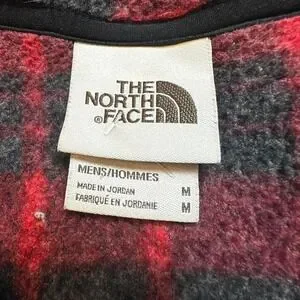 THE
NORTH
®FACE
MENS/HOMMES
MADE IN JORDAN M
FABRIQUÉ EN JORDANIE M